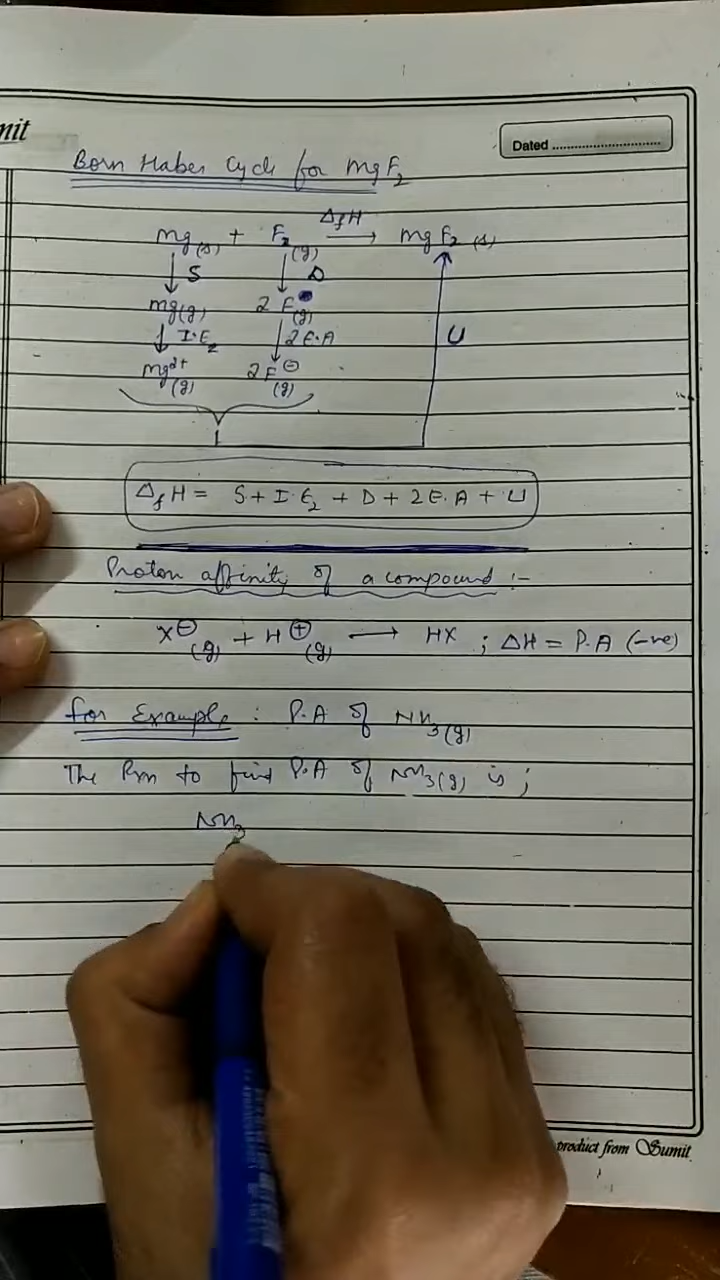 nit
Dated
Born Haber Cycle for MgF₂
Mg(s) + F₂(g) ΔfH → MgF₂(s)
↓ S ↓ D
Mg(g) 2F(g)
↓ I.E₂ ↓ 2E.A U
Mg²⁺(g) 2F⊖(g)
ΔfH = S + I.E₂ + D + 2E.A + U
Proton affinity of a compound :-
X⊖(g) + H⊕(g) → HX ; ΔH = P.A (-ve)
for Example : P.A of NH₃(g)
The Rxn to find P.A of NH₃(g) is ;
NH₃
product from Sumit